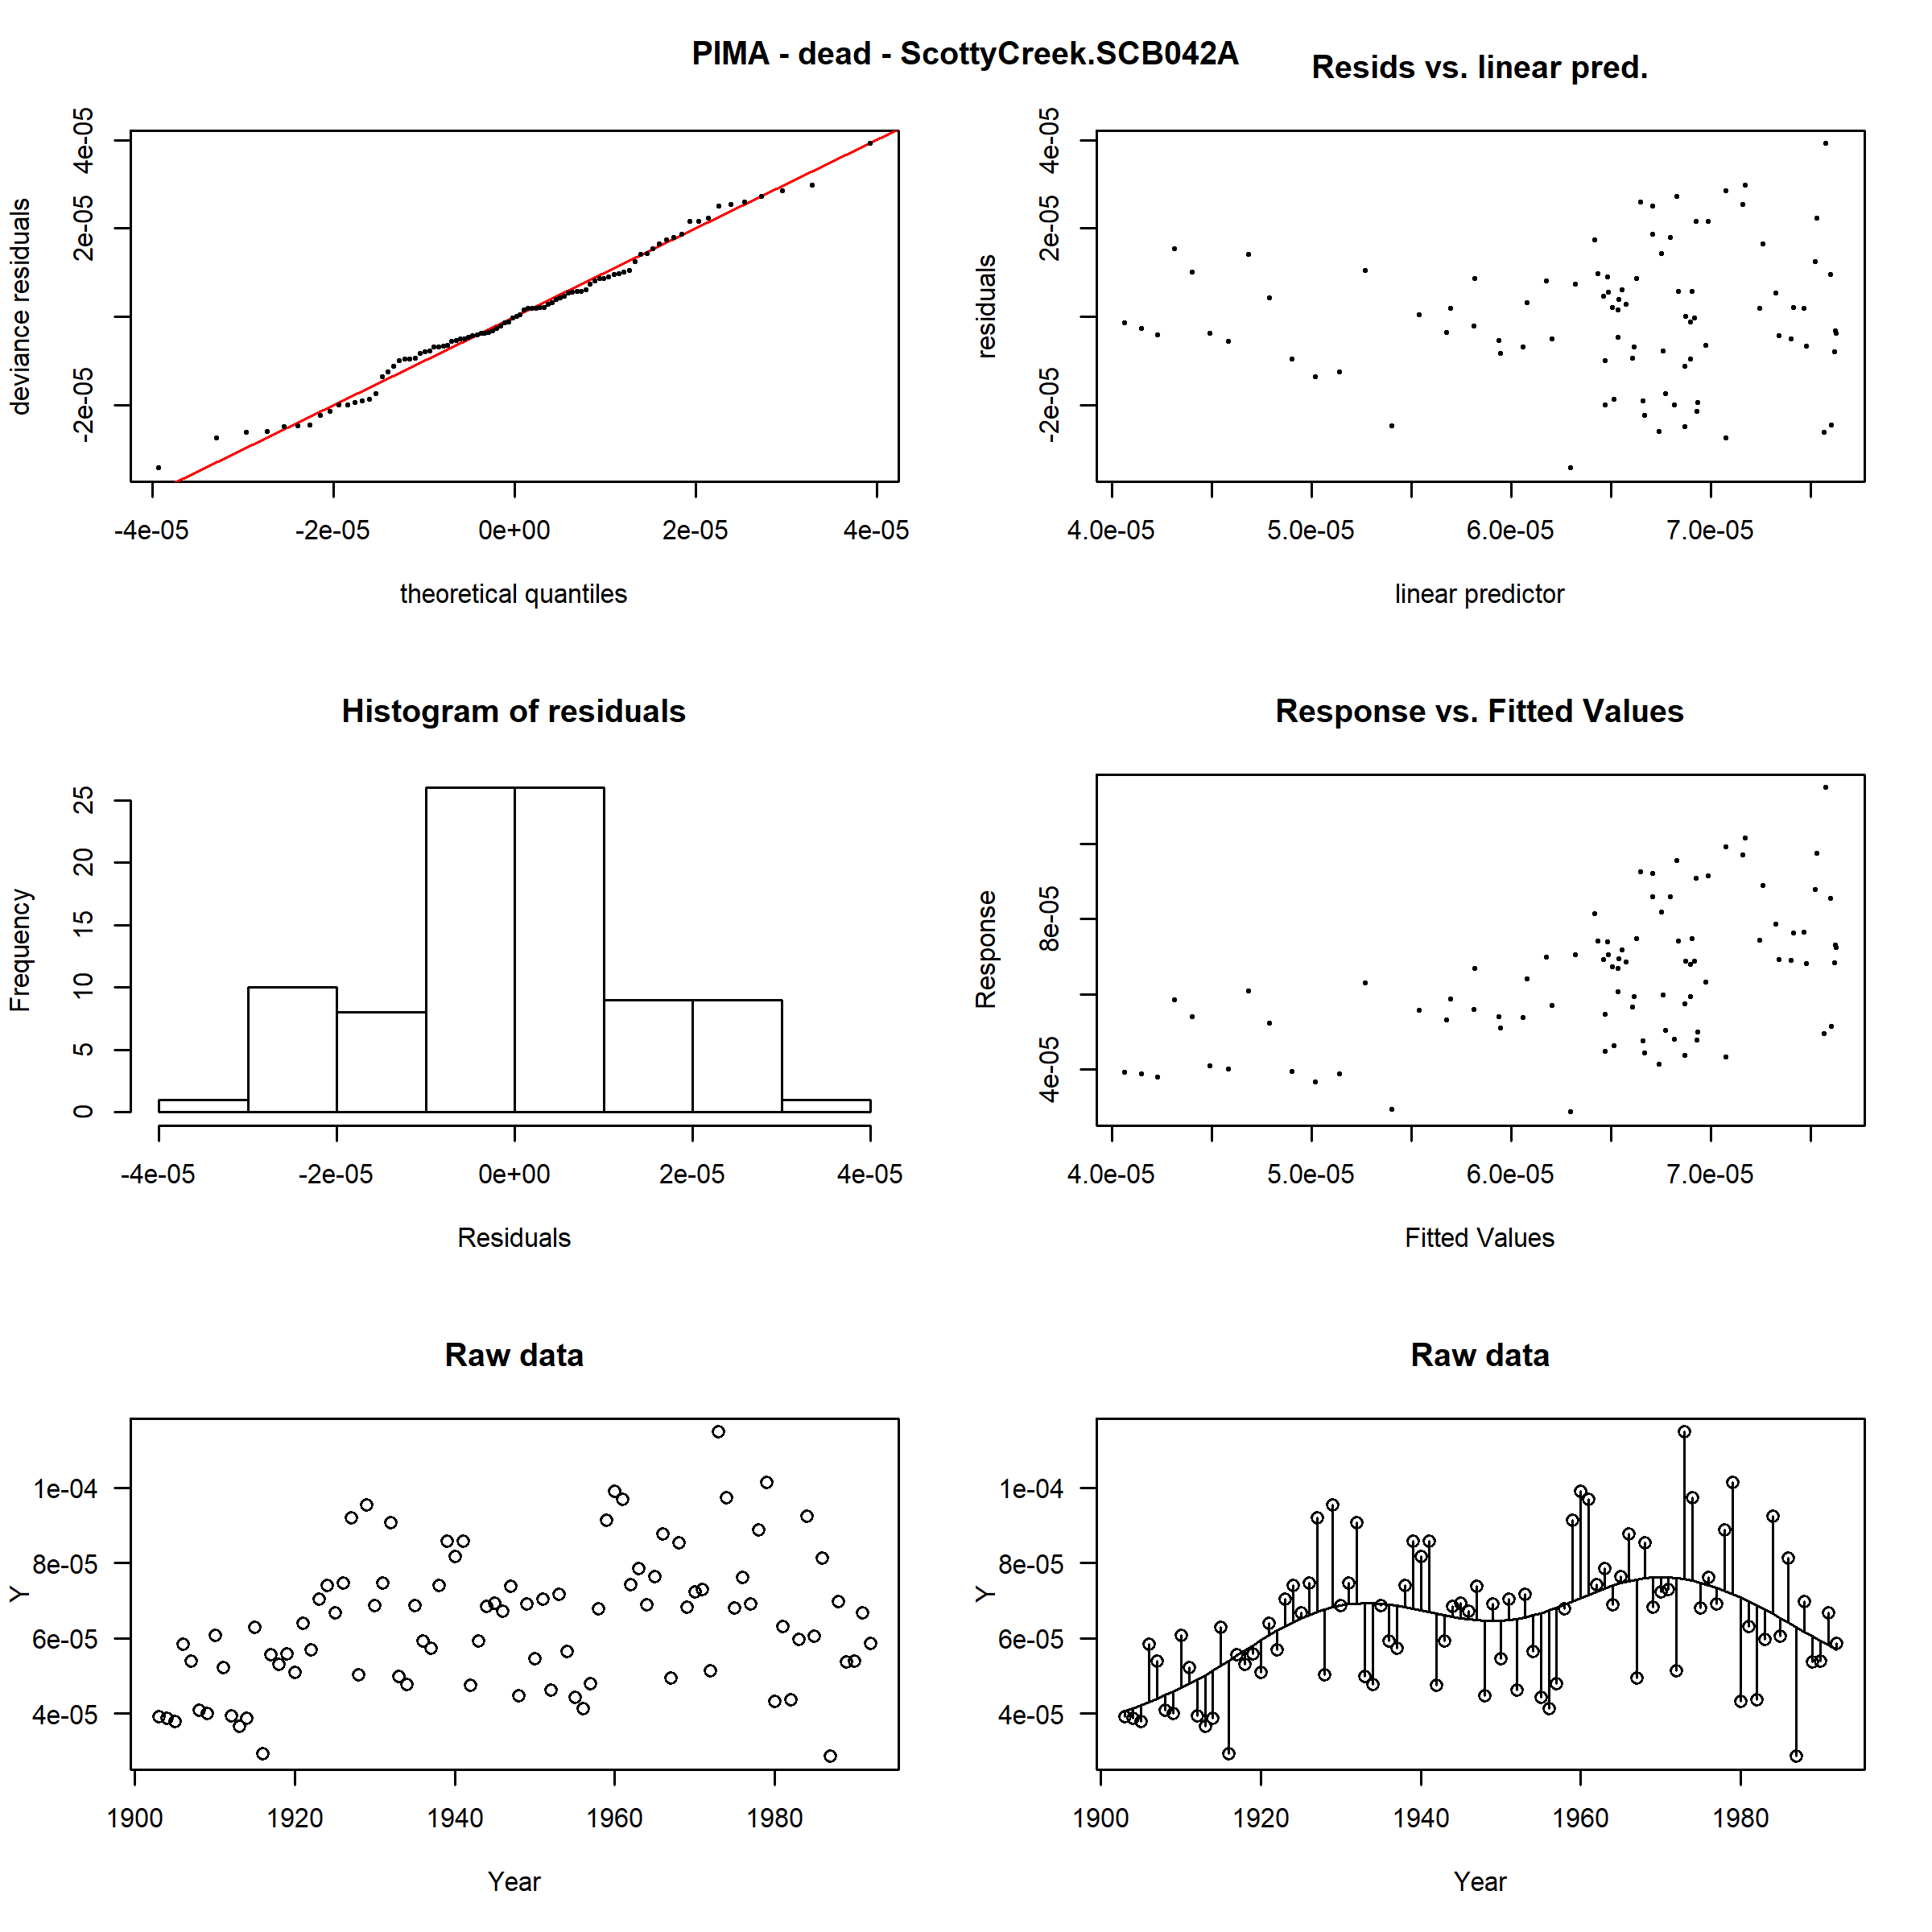 PIMA - dead - ScottyCreek.SCB042A
Resids vs. linear pred.
deviance residuals
-2e-05 2e-05 4e-05
-4e-05 -2e-05 0e+00 2e-05 4e-05
theoretical quantiles
residuals
-2e-05 2e-05 4e-05
4.0e-05 5.0e-05 6.0e-05 7.0e-05
linear predictor
Histogram of residuals
Frequency
0 5 10 15 20 25
-4e-05 -2e-05 0e+00 2e-05 4e-05
Residuals
Response vs. Fitted Values
Response
4e-05 8e-05
4.0e-05 5.0e-05 6.0e-05 7.0e-05
Fitted Values
Raw data
Y
1e-04
8e-05
6e-05
4e-05
1900 1920 1940 1960 1980
Year
Raw data
Y
1e-04
8e-05
6e-05
4e-05
1900 1920 1940 1960 1980
Year